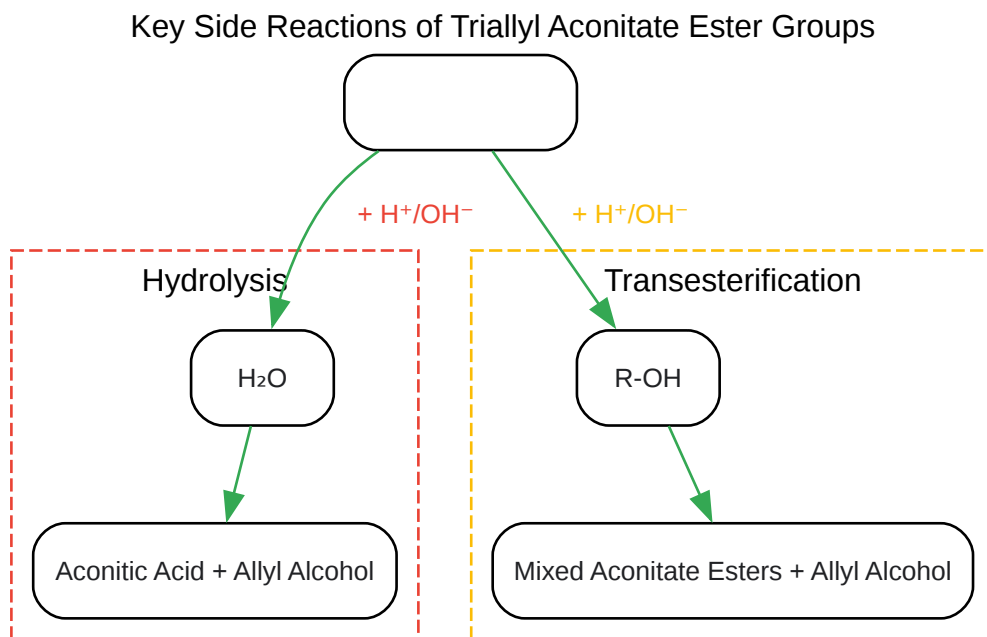 Key Side Reactions of Triallyl Aconitate Ester Groups
+ H⁺/OH⁻
+ H⁺/OH⁻
Hydrolysis
Transesterification
H₂O
R-OH
Aconitic Acid + Allyl Alcohol
Mixed Aconitate Esters + Allyl Alcohol